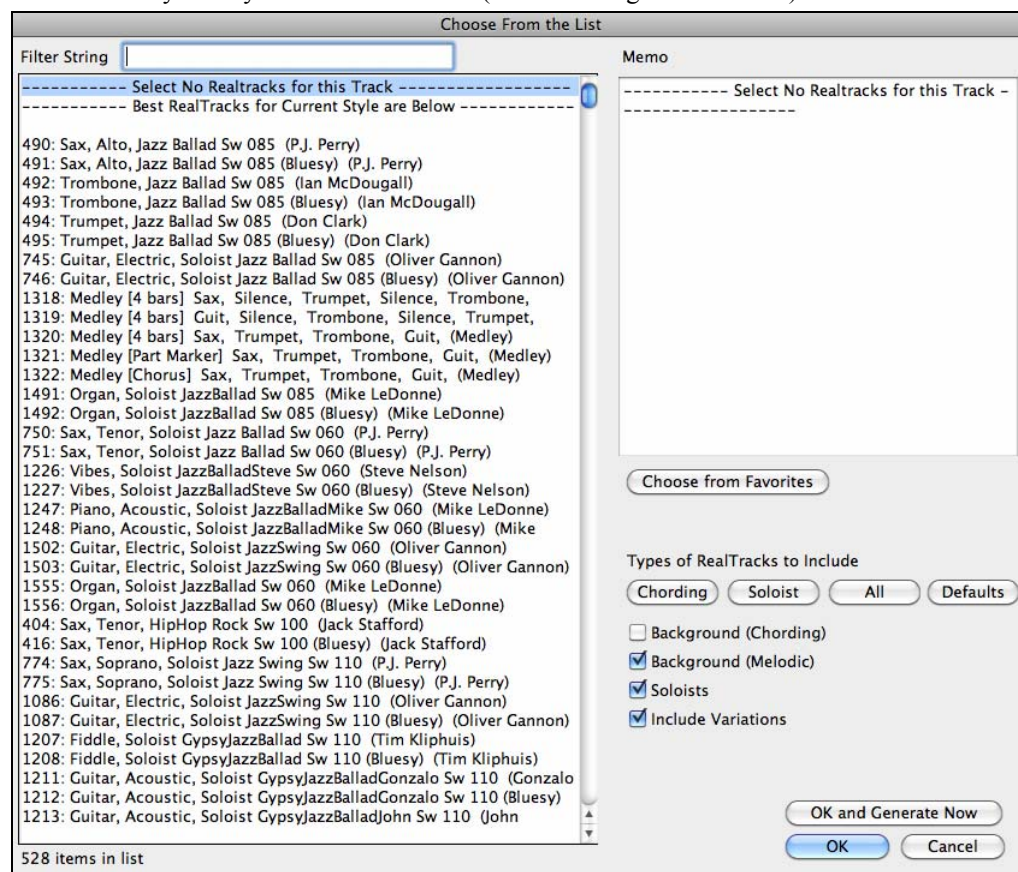 Choose From the List
Filter String
----------- Select No Realtracks for this Track ------------------
----------- Best RealTracks for Current Style are Below ------------
490: Sax, Alto, Jazz Ballad Sw 085 (P.J. Perry)
491: Sax, Alto, Jazz Ballad Sw 085 (Bluesy) (P.J. Perry)
492: Trombone, Jazz Ballad Sw 085 (Ian McDougall)
493: Trombone, Jazz Ballad Sw 085 (Bluesy) (Ian McDougall)
494: Trumpet, Jazz Ballad Sw 085 (Don Clark)
495: Trumpet, Jazz Ballad Sw 085 (Bluesy) (Don Clark)
745: Guitar, Electric, Soloist Jazz Ballad Sw 085 (Oliver Gannon)
746: Guitar, Electric, Soloist Jazz Ballad Sw 085 (Bluesy) (Oliver Gannon)
1318: Medley [4 bars] Sax, Silence, Trumpet, Silence, Trombone,
1319: Medley [4 bars] Guit, Silence, Trombone, Silence, Trumpet,
1320: Medley [4 bars] Sax, Trumpet, Trombone, Guit, (Medley)
1321: Medley [Part Marker] Sax, Trumpet, Trombone, Guit, (Medley)
1322: Medley [Chorus] Sax, Trumpet, Trombone, Guit, (Medley)
1491: Organ, Soloist JazzBallad Sw 085 (Mike LeDonne)
1492: Organ, Soloist JazzBallad Sw 085 (Bluesy) (Mike LeDonne)
750: Sax, Tenor, Soloist Jazz Ballad Sw 060 (P.J. Perry)
751: Sax, Tenor, Soloist Jazz Ballad Sw 060 (Bluesy) (P.J. Perry)
1226: Vibes, Soloist JazzBalladSteve Sw 060 (Steve Nelson)
1227: Vibes, Soloist JazzBalladSteve Sw 060 (Bluesy) (Steve Nelson)
1247: Piano, Acoustic, Soloist JazzBalladMike Sw 060 (Mike LeDonne)
1248: Piano, Acoustic, Soloist JazzBalladMike Sw 060 (Bluesy) (Mike
1502: Guitar, Electric, Soloist JazzSwing Sw 060 (Oliver Gannon)
1503: Guitar, Electric, Soloist JazzSwing Sw 060 (Bluesy) (Oliver Gannon)
1555: Organ, Soloist JazzBallad Sw 060 (Mike LeDonne)
1556: Organ, Soloist JazzBallad Sw 060 (Bluesy) (Mike LeDonne)
404: Sax, Tenor, HipHop Rock Sw 100 (Jack Stafford)
416: Sax, Tenor, HipHop Rock Sw 100 (Bluesy) (Jack Stafford)
774: Sax, Soprano, Soloist Jazz Swing Sw 110 (P.J. Perry)
775: Sax, Soprano, Soloist Jazz Swing Sw 110 (Bluesy) (P.J. Perry)
1086: Guitar, Electric, Soloist JazzSwing Sw 110 (Oliver Gannon)
1087: Guitar, Electric, Soloist JazzSwing Sw 110 (Bluesy) (Oliver Gannon)
1207: Fiddle, Soloist GypsyJazzBallad Sw 110 (Tim Kliphuis)
1208: Fiddle, Soloist GypsyJazzBallad Sw 110 (Bluesy) (Tim Kliphuis)
1211: Guitar, Acoustic, Soloist GypsyJazzBalladGonzalo Sw 110 (Gonzalo
1212: Guitar, Acoustic, Soloist GypsyJazzBalladGonzalo Sw 110 (Bluesy)
1213: Guitar, Acoustic, Soloist GypsyJazzBalladJohn Sw 110 (John
528 items in list
Memo
----------- Select No Realtracks for this Track -
-----------------
Choose from Favorites
Types of RealTracks to Include
Chording Soloist All Defaults
Background (Chording)
Background (Melodic)
Soloists
Include Variations
OK and Generate Now
OK Cancel